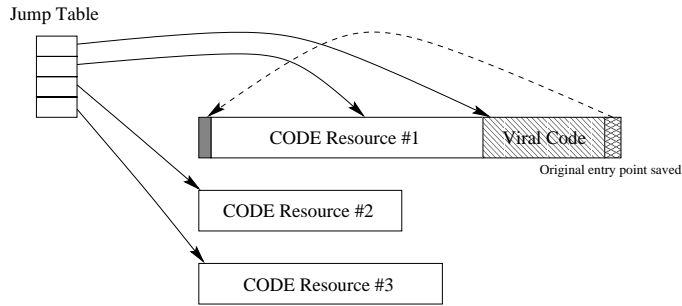 Jump Table
CODE Resource #1
Viral Code
Original entry point saved
CODE Resource #2
CODE Resource #3